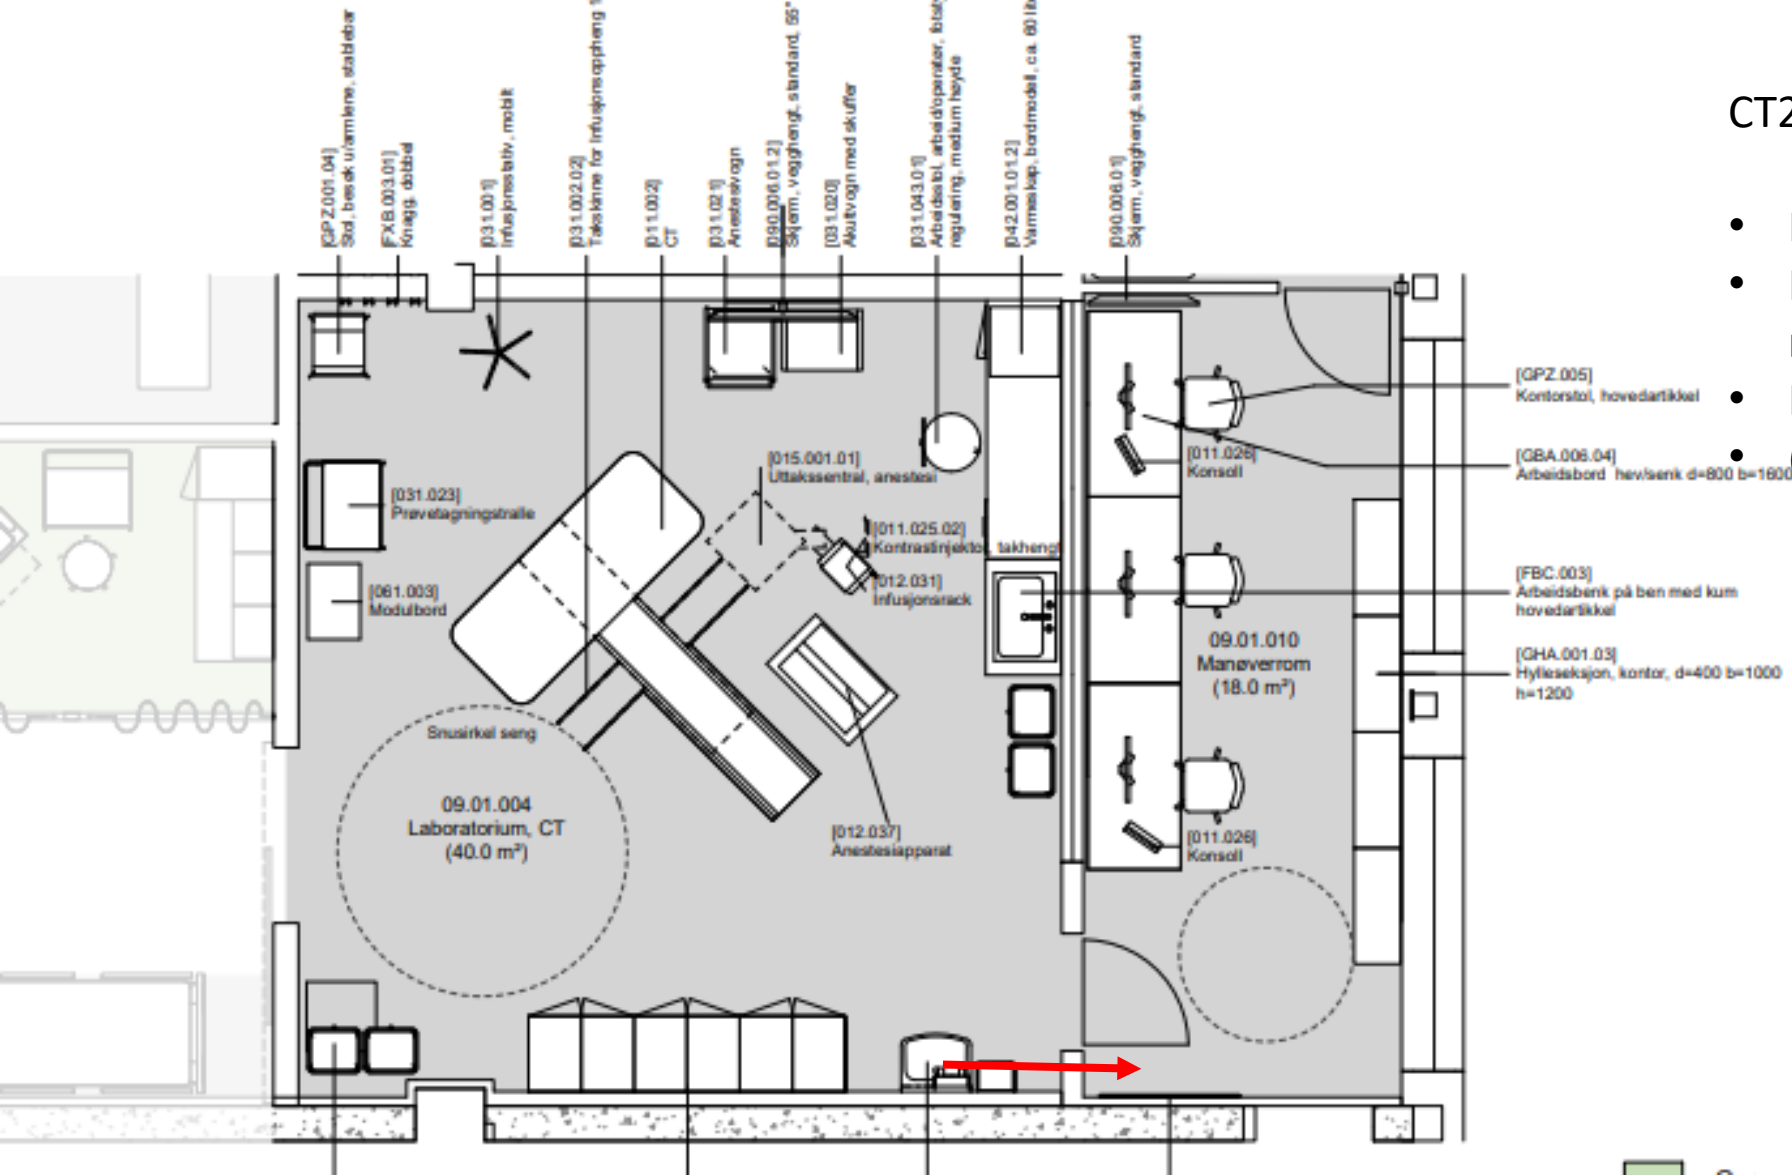 CT2
[GPZ.001.04]
Stol, besøk u/armlene, stablebar
[FXB.003.01]
Knagg, dobbel
[031.001]
Infusjonsstativ, mobilt
[031.002.02]
Takskinne for Infusjonsoppheng 1
[011.002]
CT
[031.021]
Anestesivogn
[090.006.01.2]
Skjerm, vegghengt, standard, 55"
[031.020]
Akuttvogn med skuffer
[031.043.01]
Arbeidsstol, arbeid/operatør,
regulering, medium høyde
[042.001.01.2]
Varmeskap, bordmodell, ca. 60
[090.006.01]
Skjerm, vegghengt, standard
[GPZ.005]
Kontorstol, hovedartikkel
[GBA.006.04]
Arbeidsbord hev/senk d=800 b=1600
[011.026]
Konsoll
[015.001.01]
Uttakssentral, anestesi
[031.023]
Prøvetagningstralle
[011.025.02]
Kontrastinjektor, takhengt
[012.031]
Infusjonsrack
[061.003]
Modulbord
[FBC.003]
Arbeidsbenk på ben med kum
hovedartikkel
09.01.010
Manøverrom
(18.0 m²)
[GHA.001.03]
Hylleseksjon, kontor, d=400 b=1000
h=1200
Snusirkel seng
09.01.004
Laboratorium, CT
(40.0 m²)
[012.037]
Anestesiapparat
[011.026]
Konsoll